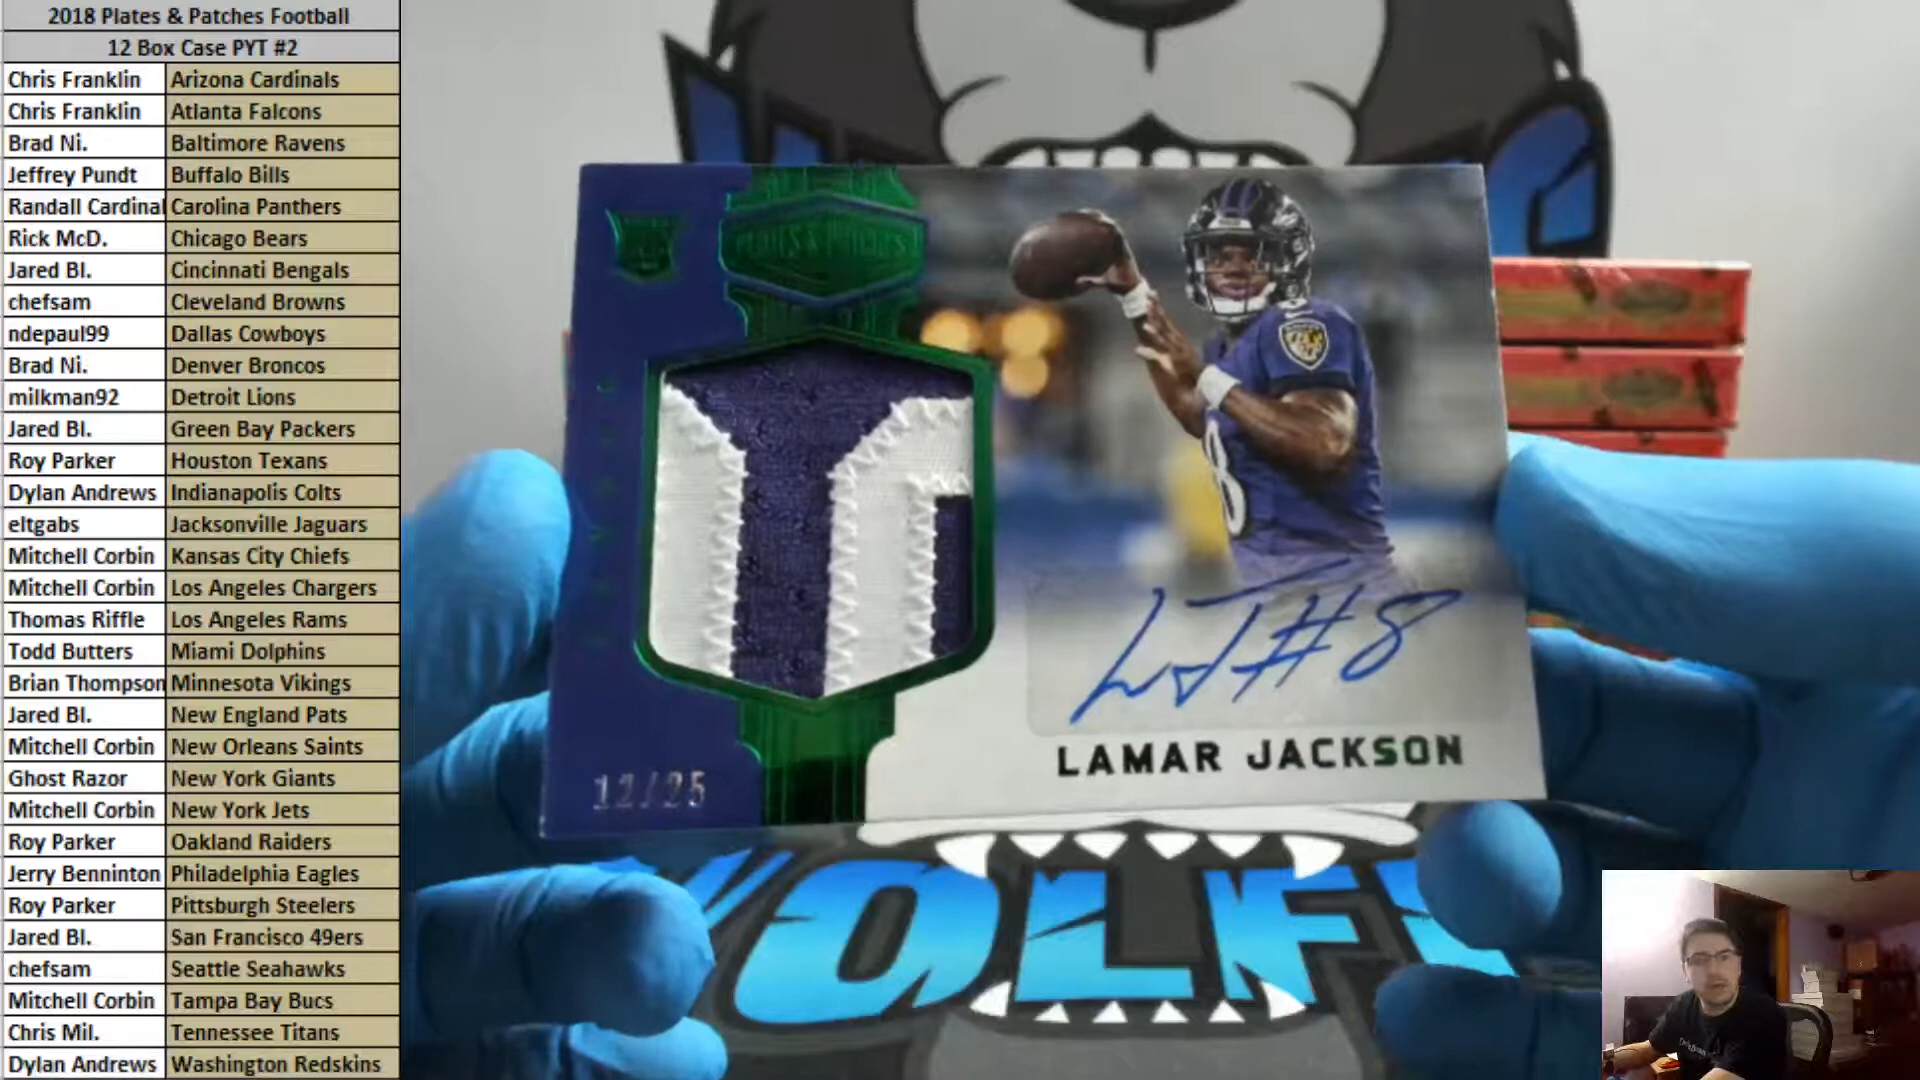 2018 Plates & Patches Football
12 Box Case PYT #2
Chris Franklin Arizona Cardinals
Chris Franklin Atlanta Falcons
Brad Ni. Baltimore Ravens
Jeffrey Pundt Buffalo Bills
Randall Cardinal Carolina Panthers
Rick McD. Chicago Bears
Jared Bl. Cincinnati Bengals
chefsam Cleveland Browns
ndepaul99 Dallas Cowboys
Brad Ni. Denver Broncos
milkman92 Detroit Lions
Jared Bl. Green Bay Packers
Roy Parker Houston Texans
Dylan Andrews Indianapolis Colts
eltgabs Jacksonville Jaguars
Mitchell Corbin Kansas City Chiefs
Mitchell Corbin Los Angeles Chargers
Thomas Riffle Los Angeles Rams
Todd Butters Miami Dolphins
Brian Thompson Minnesota Vikings
Jared Bl. New England Pats
Mitchell Corbin New Orleans Saints
Ghost Razor New York Giants
Mitchell Corbin New York Jets
Roy Parker Oakland Raiders
Jerry Benninton Philadelphia Eagles
Roy Parker Pittsburgh Steelers
Jared Bl. San Francisco 49ers
chefsam Seattle Seahawks
Mitchell Corbin Tampa Bay Bucs
Chris Mil. Tennessee Titans
Dylan Andrews Washington Redskins
PLATES & PATCHES
8
LJ #8
LAMAR JACKSON
12/25
WOLF